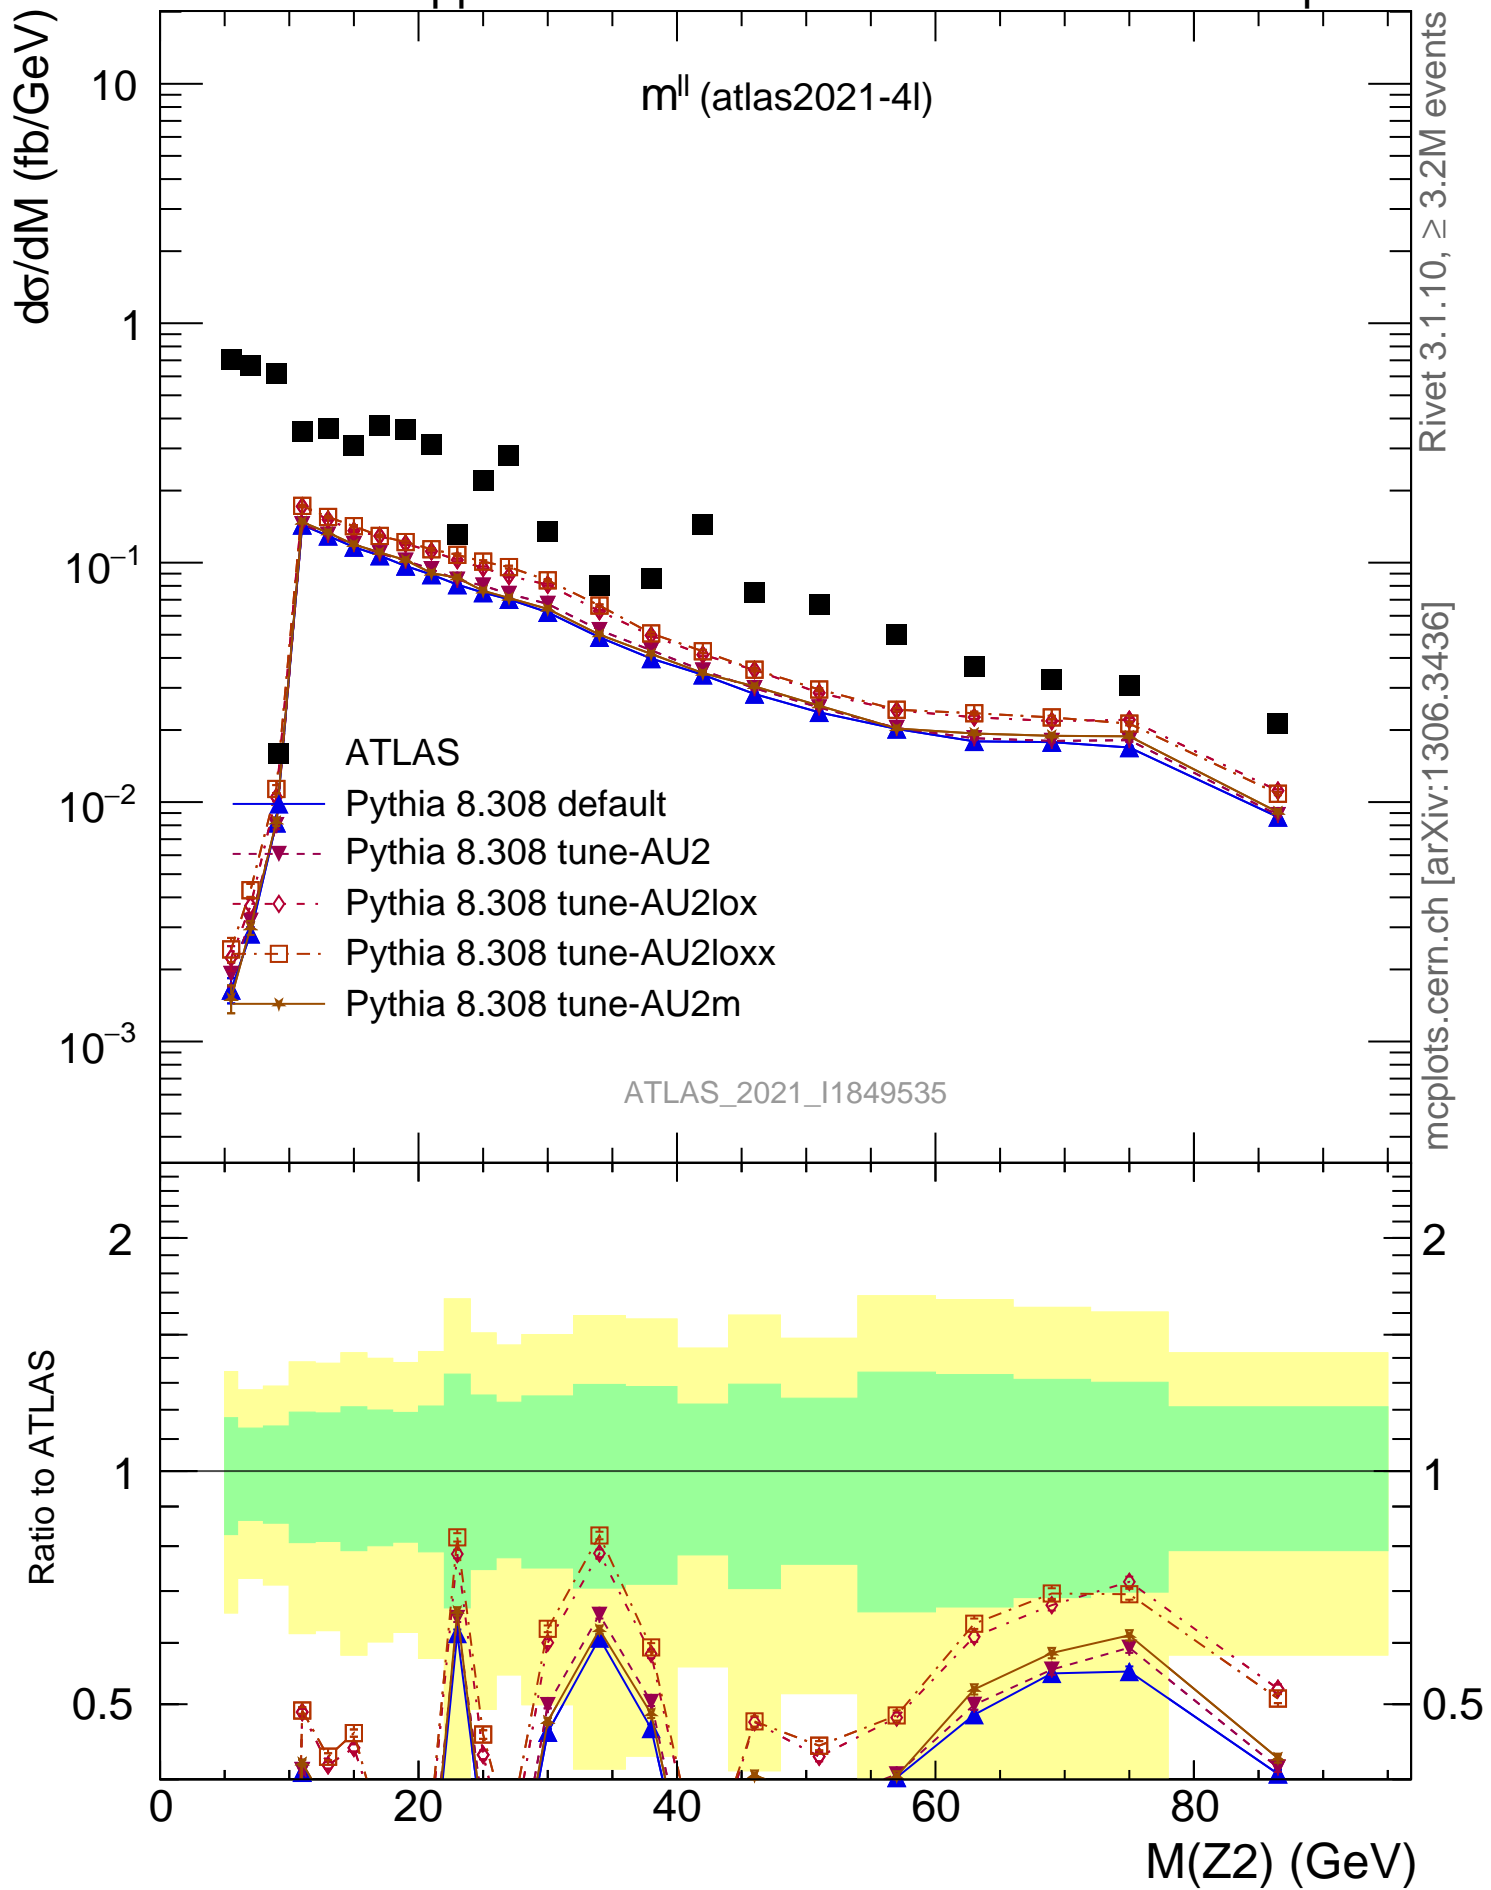 m^ll (atlas2021-4l)
dσ/dM (fb/GeV)
10
1
10⁻¹
10⁻²
10⁻³
ATLAS
Pythia 8.308 default
Pythia 8.308 tune-AU2
Pythia 8.308 tune-AU2lox
Pythia 8.308 tune-AU2loxx
Pythia 8.308 tune-AU2m
ATLAS_2021_I1849535
Rivet 3.1.10, ≥ 3.2M events
mcplots.cern.ch [arXiv:1306.3436]
Ratio to ATLAS
2
1
0.5
2
1
0.5
0 20 40 60 80
M(Z2) (GeV)